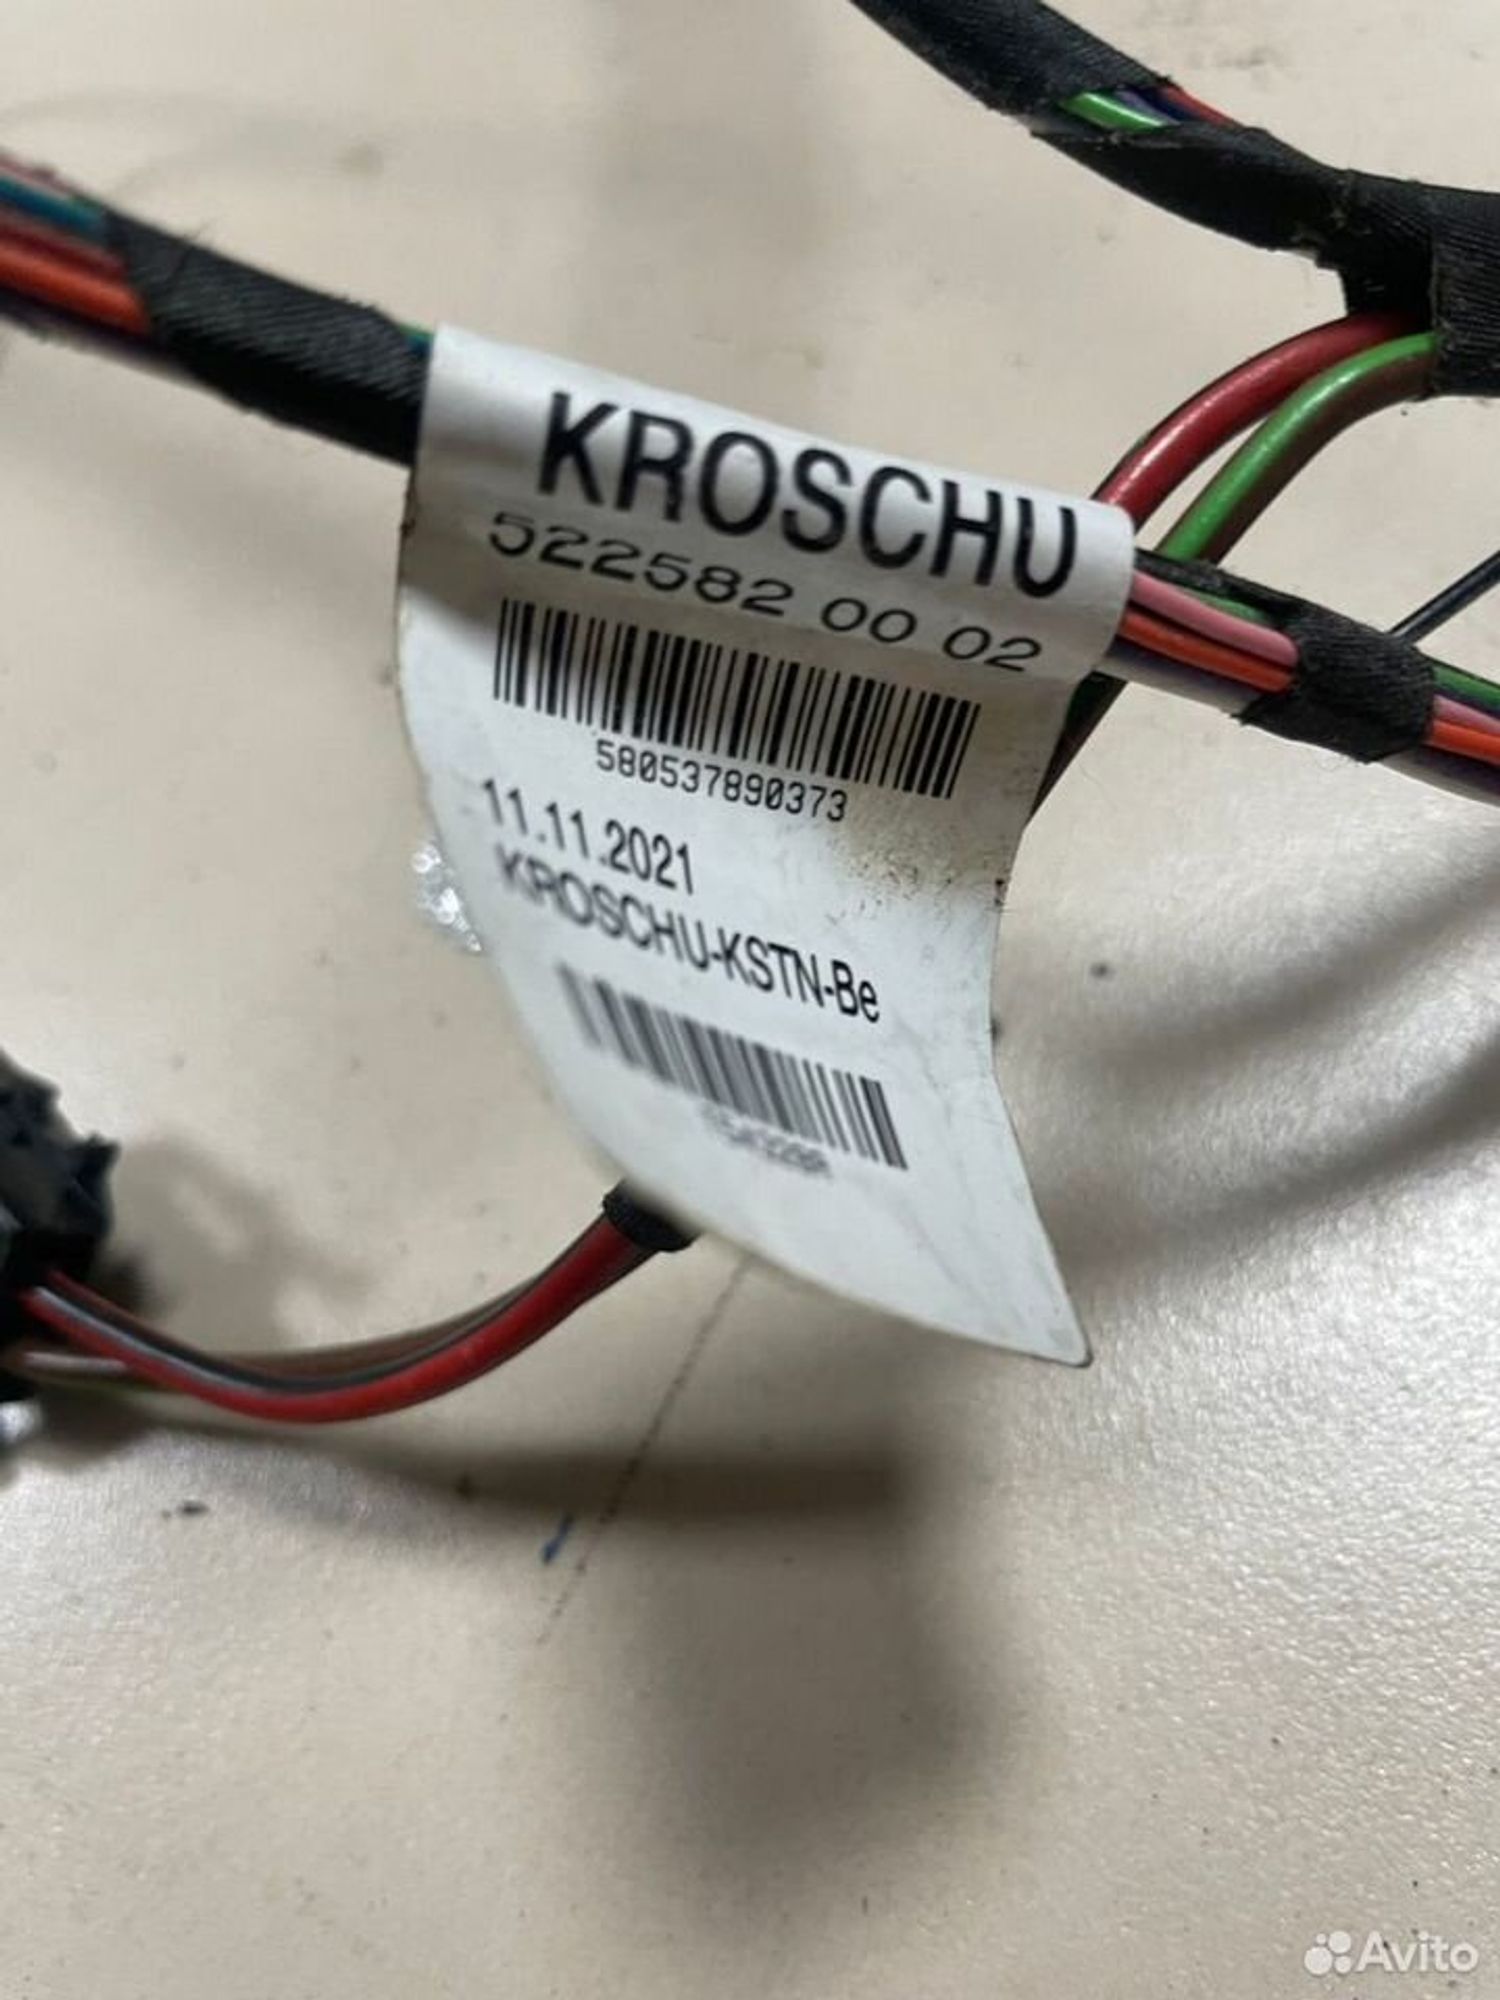 KROSCHU
522582 00 02
580537890373
11.11.2021
KROSCHU-KSTN-Be
Avito